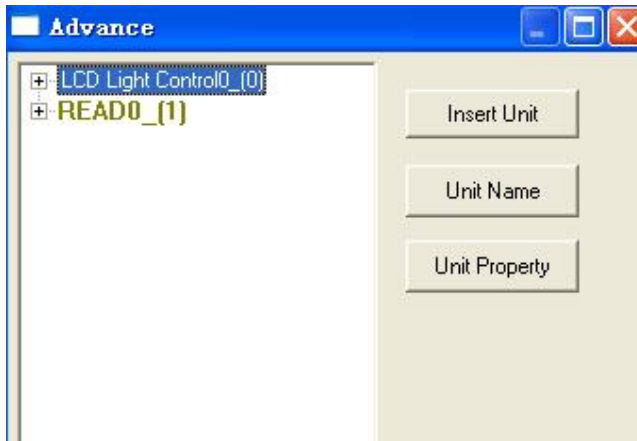 Advance
LCD Light Control0_(0)
READ0_(1)
Insert Unit
Unit Name
Unit Property